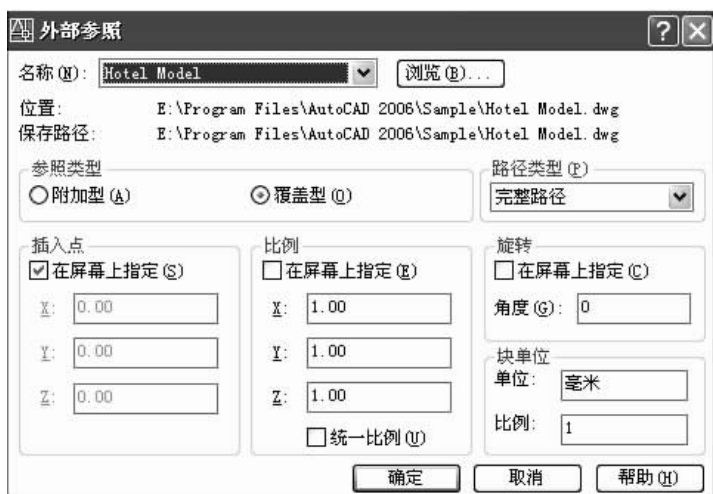 外部参照
名称(N): Hotel Model 浏览(B)...
位置: E:\Program Files\AutoCAD 2006\Sample\Hotel Model.dwg
保存路径: E:\Program Files\AutoCAD 2006\Sample\Hotel Model.dwg
参照类型 路径类型(P)
附加型(A) 覆盖型(O) 完整路径
插入点 比例 旋转
在屏幕上指定(S) 在屏幕上指定(E) 在屏幕上指定(C)
X: 0.00 X: 1.00 角度(G): 0
Y: 0.00 Y: 1.00 块单位
单位: 毫米
Z: 0.00 Z: 1.00
比例: 1
统一比例(U)
确定 取消 帮助(H)